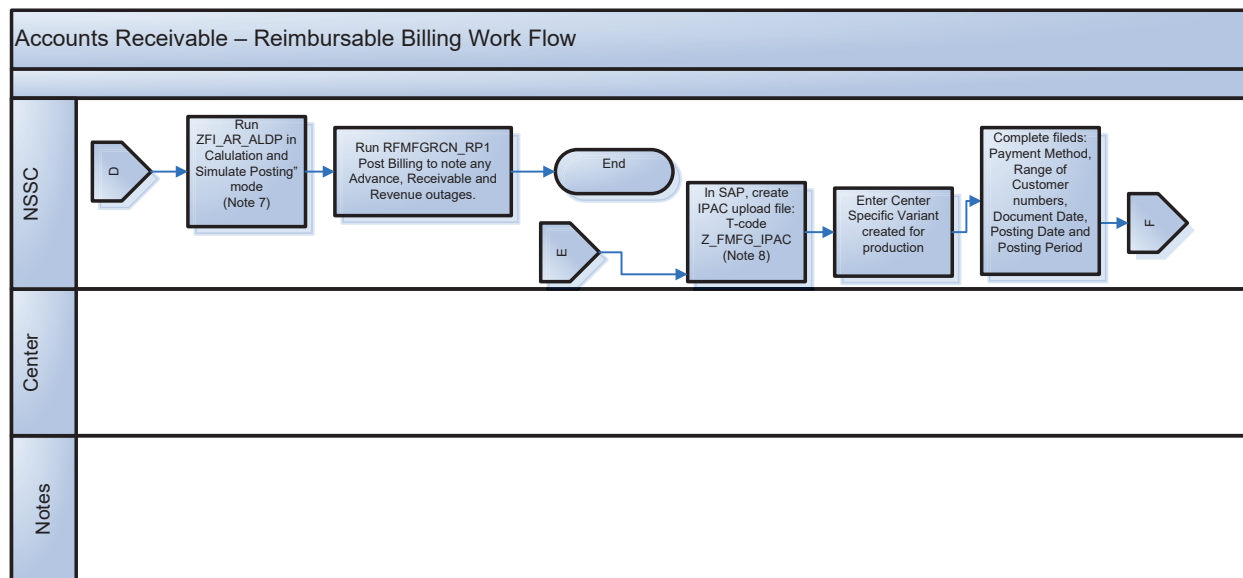 Accounts Receivable – Reimbursable Billing Work Flow
NSSC
D
Run
ZFI_AR_ALDP in
Calulation and
Simulate Posting”
mode
(Note 7)
Run RFMFGRCN_RP1
Post Billing to note any
Advance, Receivable and
Revenue outages.
End
E
In SAP, create
IPAC upload file:
T-code
Z_FMFG_IPAC
(Note 8)
Enter Center
Specific Variant
created for
production
Complete fileds:
Payment Method,
Range of
Customer
numbers,
Document Date,
Posting Date and
Posting Period
F
Center
Notes